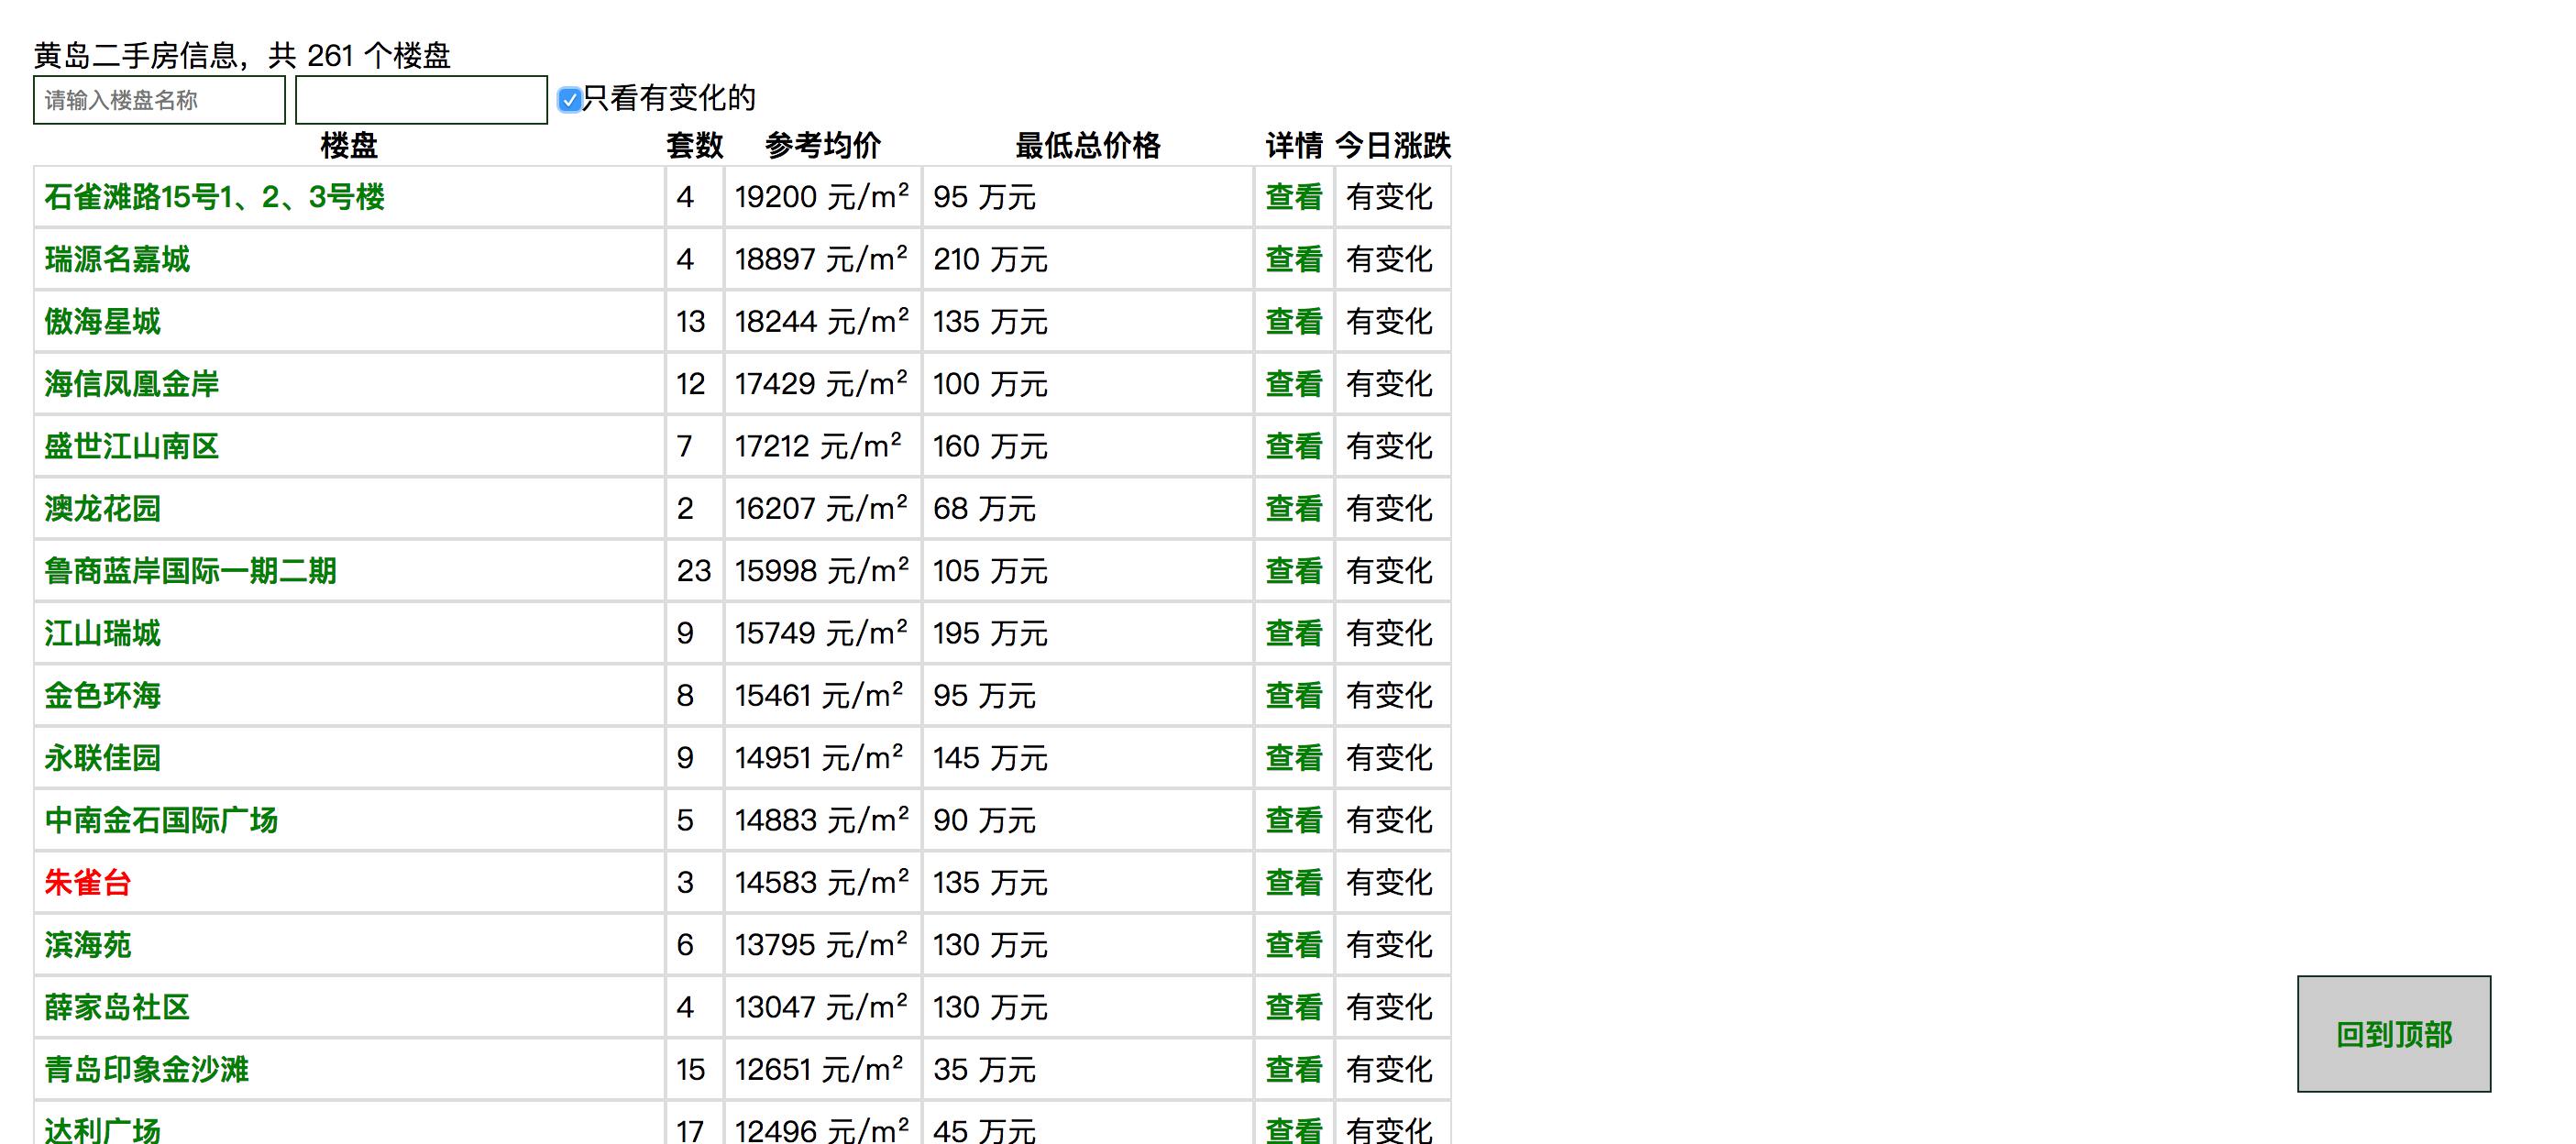 黄岛二手房信息，共 261 个楼盘
请输入楼盘名称 只看有变化的
楼盘 套数 参考均价 最低总价格 详情 今日涨跌
石雀滩路15号1、2、3号楼 4 19200 元/m² 95 万元 查看 有变化
瑞源名嘉城 4 18897 元/m² 210 万元 查看 有变化
傲海星城 13 18244 元/m² 135 万元 查看 有变化
海信凤凰金岸 12 17429 元/m² 100 万元 查看 有变化
盛世江山南区 7 17212 元/m² 160 万元 查看 有变化
澳龙花园 2 16207 元/m² 68 万元 查看 有变化
鲁商蓝岸国际一期二期 23 15998 元/m² 105 万元 查看 有变化
江山瑞城 9 15749 元/m² 195 万元 查看 有变化
金色环海 8 15461 元/m² 95 万元 查看 有变化
永联佳园 9 14951 元/m² 145 万元 查看 有变化
中南金石国际广场 5 14883 元/m² 90 万元 查看 有变化
朱雀台 3 14583 元/m² 135 万元 查看 有变化
滨海苑 6 13795 元/m² 130 万元 查看 有变化
薛家岛社区 4 13047 元/m² 130 万元 查看 有变化
青岛印象金沙滩 15 12651 元/m² 35 万元 查看 有变化
达利广场 17 12496 元/m² 45 万元 查看 有变化
回到顶部